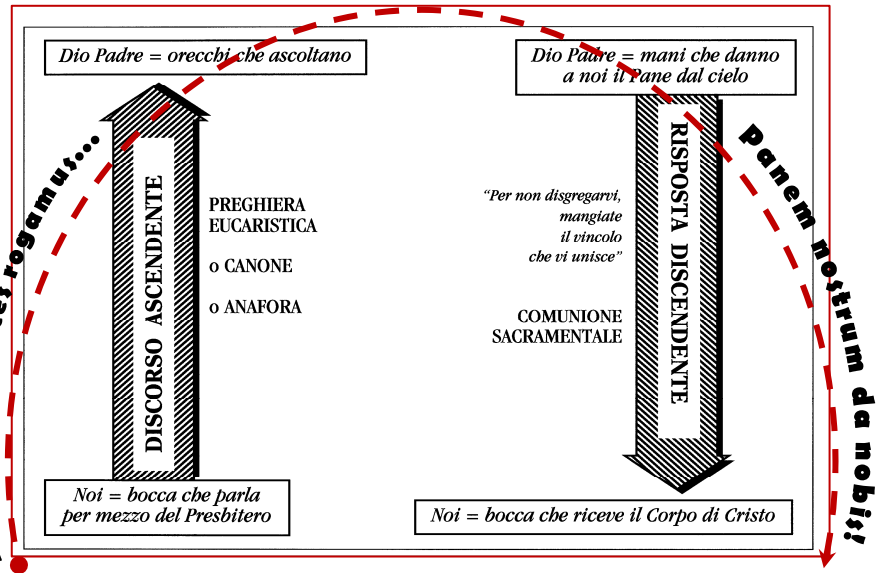 Dio Padre = orecchi che ascoltano
DISCORSO ASCENDENTE
PREGHIERA
EUCARISTICA
o CANONE
o ANAFORA
Noi = bocca che parla
per mezzo del Presbitero
rogamus...
Dio Padre = mani che danno
a noi il Pane dal cielo
RISPOSTA DISCENDENTE
“Per non disgregarvi,
mangiate
il vincolo
che vi unisce”
COMUNIONE
SACRAMENTALE
Noi = bocca che riceve il Corpo di Cristo
Panem nostrum da nobis!